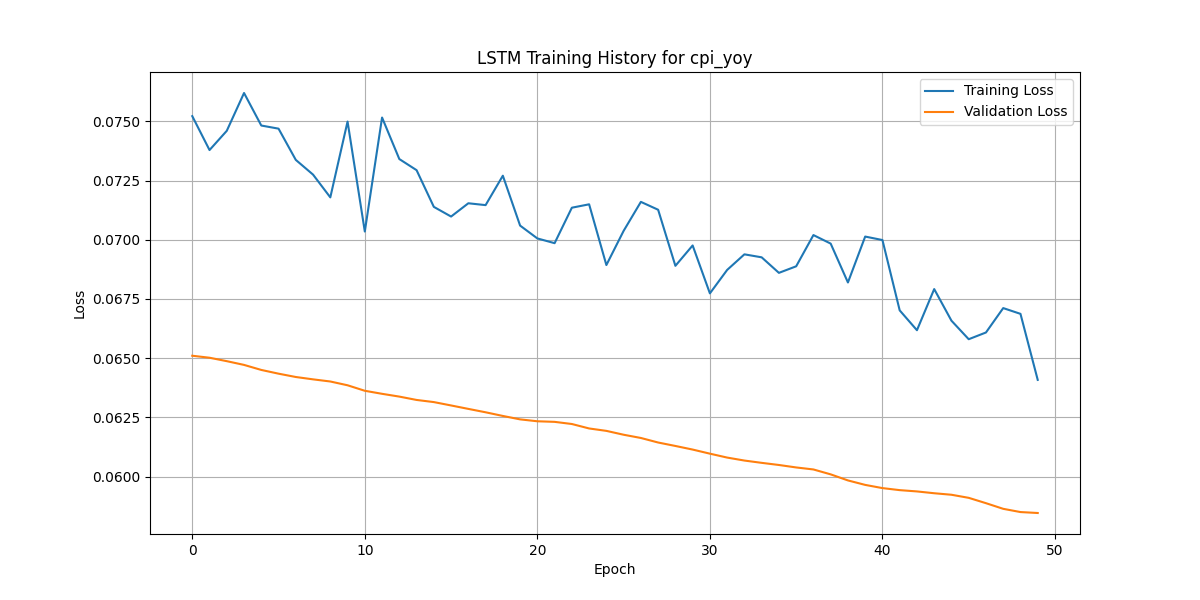 LSTM Training History for cpi_yoy
Training Loss
Validation Loss
0.0750
0.0725
0.0700
0.0675
0.0650
0.0625
0.0600
Loss
0 10 20 30 40 50
Epoch